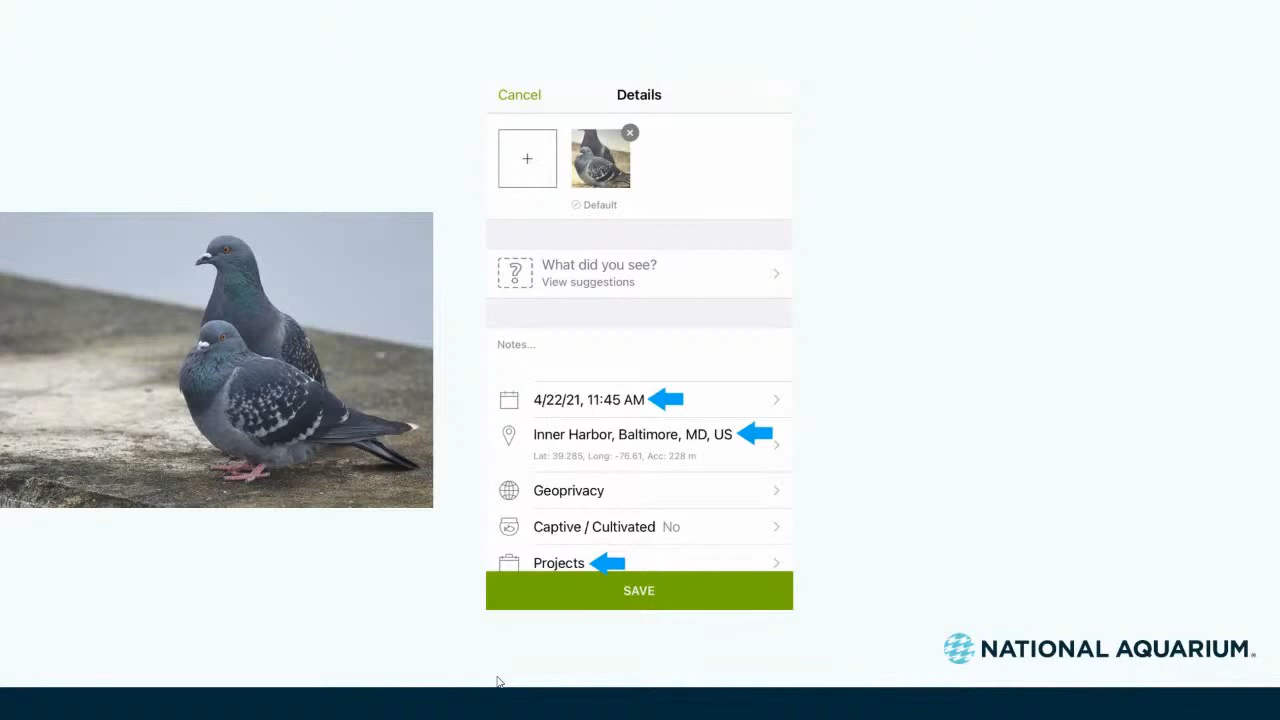 Cancel
Details
Default
What did you see?
View suggestions
Notes...
4/22/21, 11:45 AM
Inner Harbor, Baltimore, MD, US
Lat: 39.285, Long: -76.61, Acc: 228 m
Geoprivacy
Captive / Cultivated No
Projects
SAVE
NATIONAL AQUARIUM®